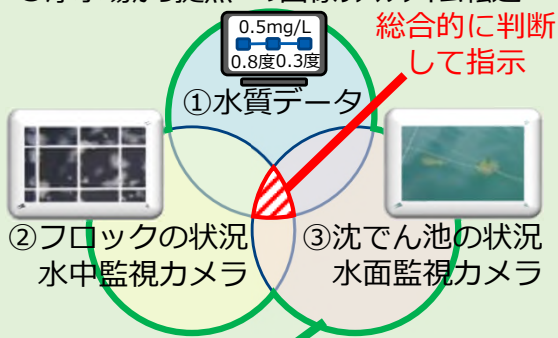 総合的に判断
して指示
0.5mg/L
0.8度0.3度
①水質データ
②フロックの状況
水中監視カメラ
③沈でん池の状況
水面監視カメラ